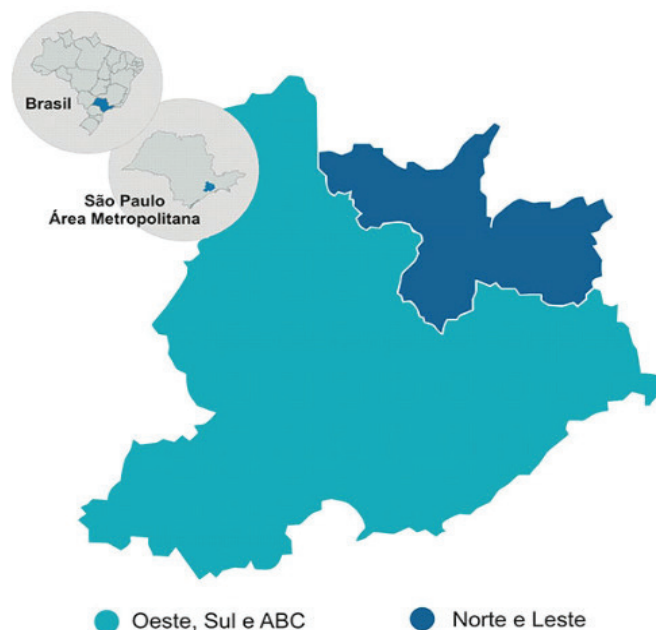 Brasil
São Paulo
Área Metropolitana
Oeste, Sul e ABC
Norte e Leste